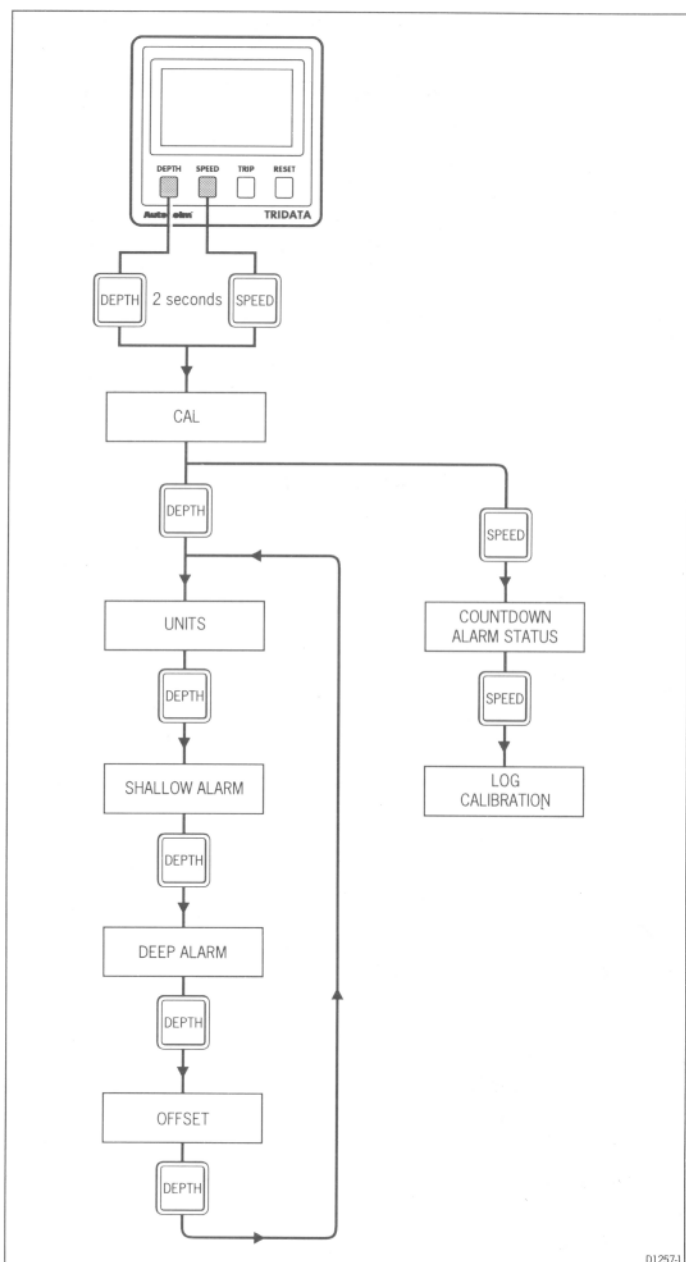 DEPTH SPEED TRIP RESET
Autohelm TRIDATA
DEPTH 2 seconds SPEED
CAL
DEPTH
SPEED
UNITS
COUNTDOWN
ALARM STATUS
DEPTH
SPEED
SHALLOW ALARM
LOG
CALIBRATION
DEPTH
DEEP ALARM
DEPTH
OFFSET
DEPTH
D1257-1